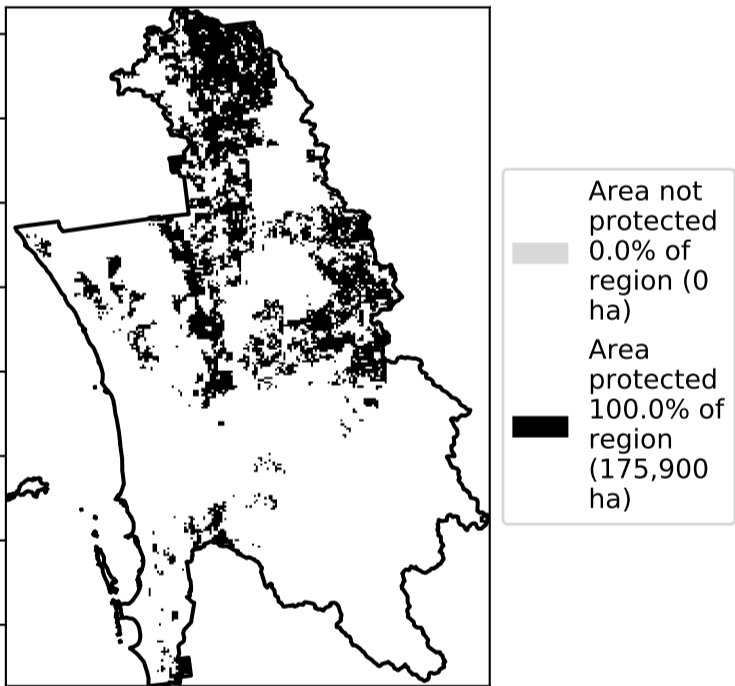 Area not
protected
0.0% of
region (0
ha)
Area
protected
100.0% of
region
(175,900
ha)